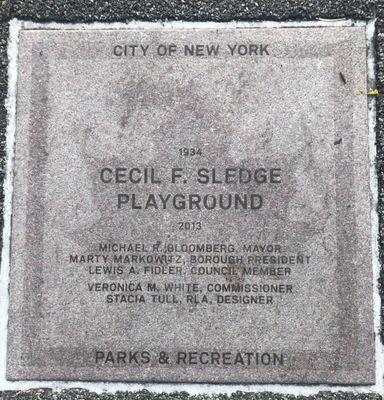 CITY OF NEW YORK
1934
CECIL F. SLEDGE
PLAYGROUND
2013
MICHAEL R. BLOOMBERG, MAYOR
MARTY MARKOWITZ, BOROUGH PRESIDENT
LEWIS A. FIDLER, COUNCIL MEMBER
VERONICA M. WHITE, COMMISSIONER
STACIA TULL, RLA, DESIGNER
PARKS & RECREATION